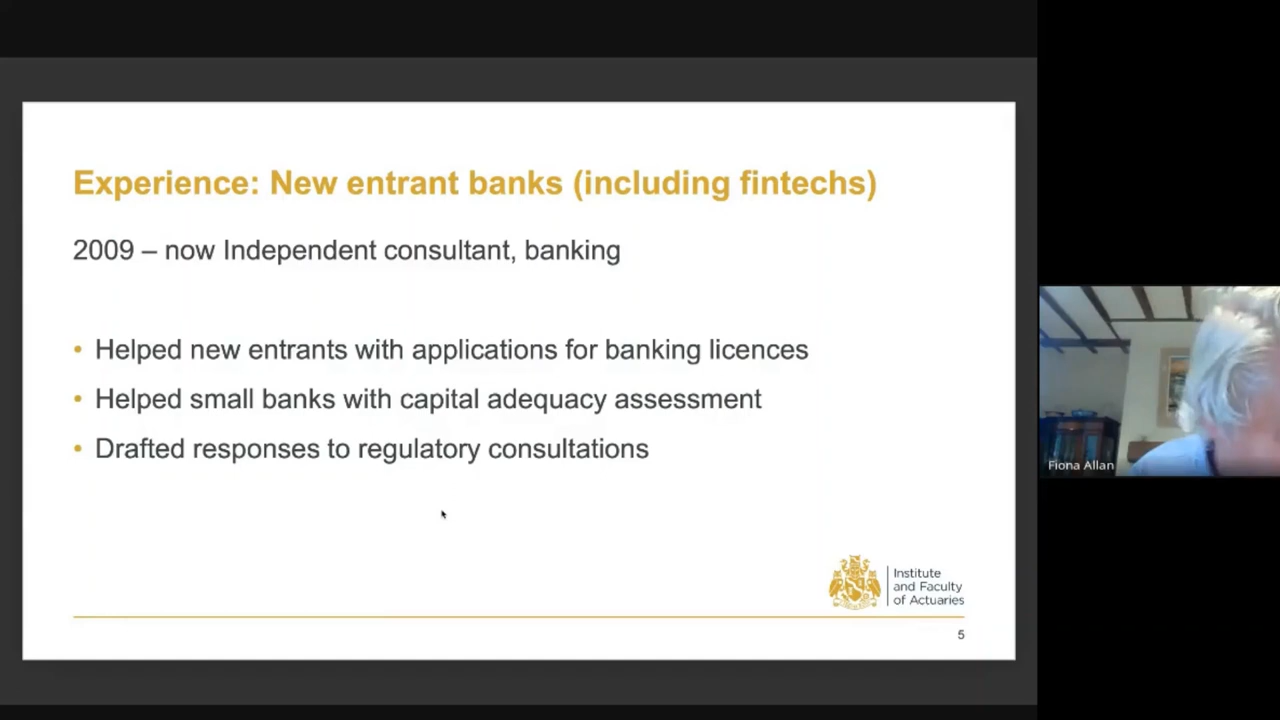 Experience: New entrant banks (including fintechs)
2009 – now Independent consultant, banking
• Helped new entrants with applications for banking licences
• Helped small banks with capital adequacy assessment
• Drafted responses to regulatory consultations
Institute
and Faculty
of Actuaries
5
Fiona Allan